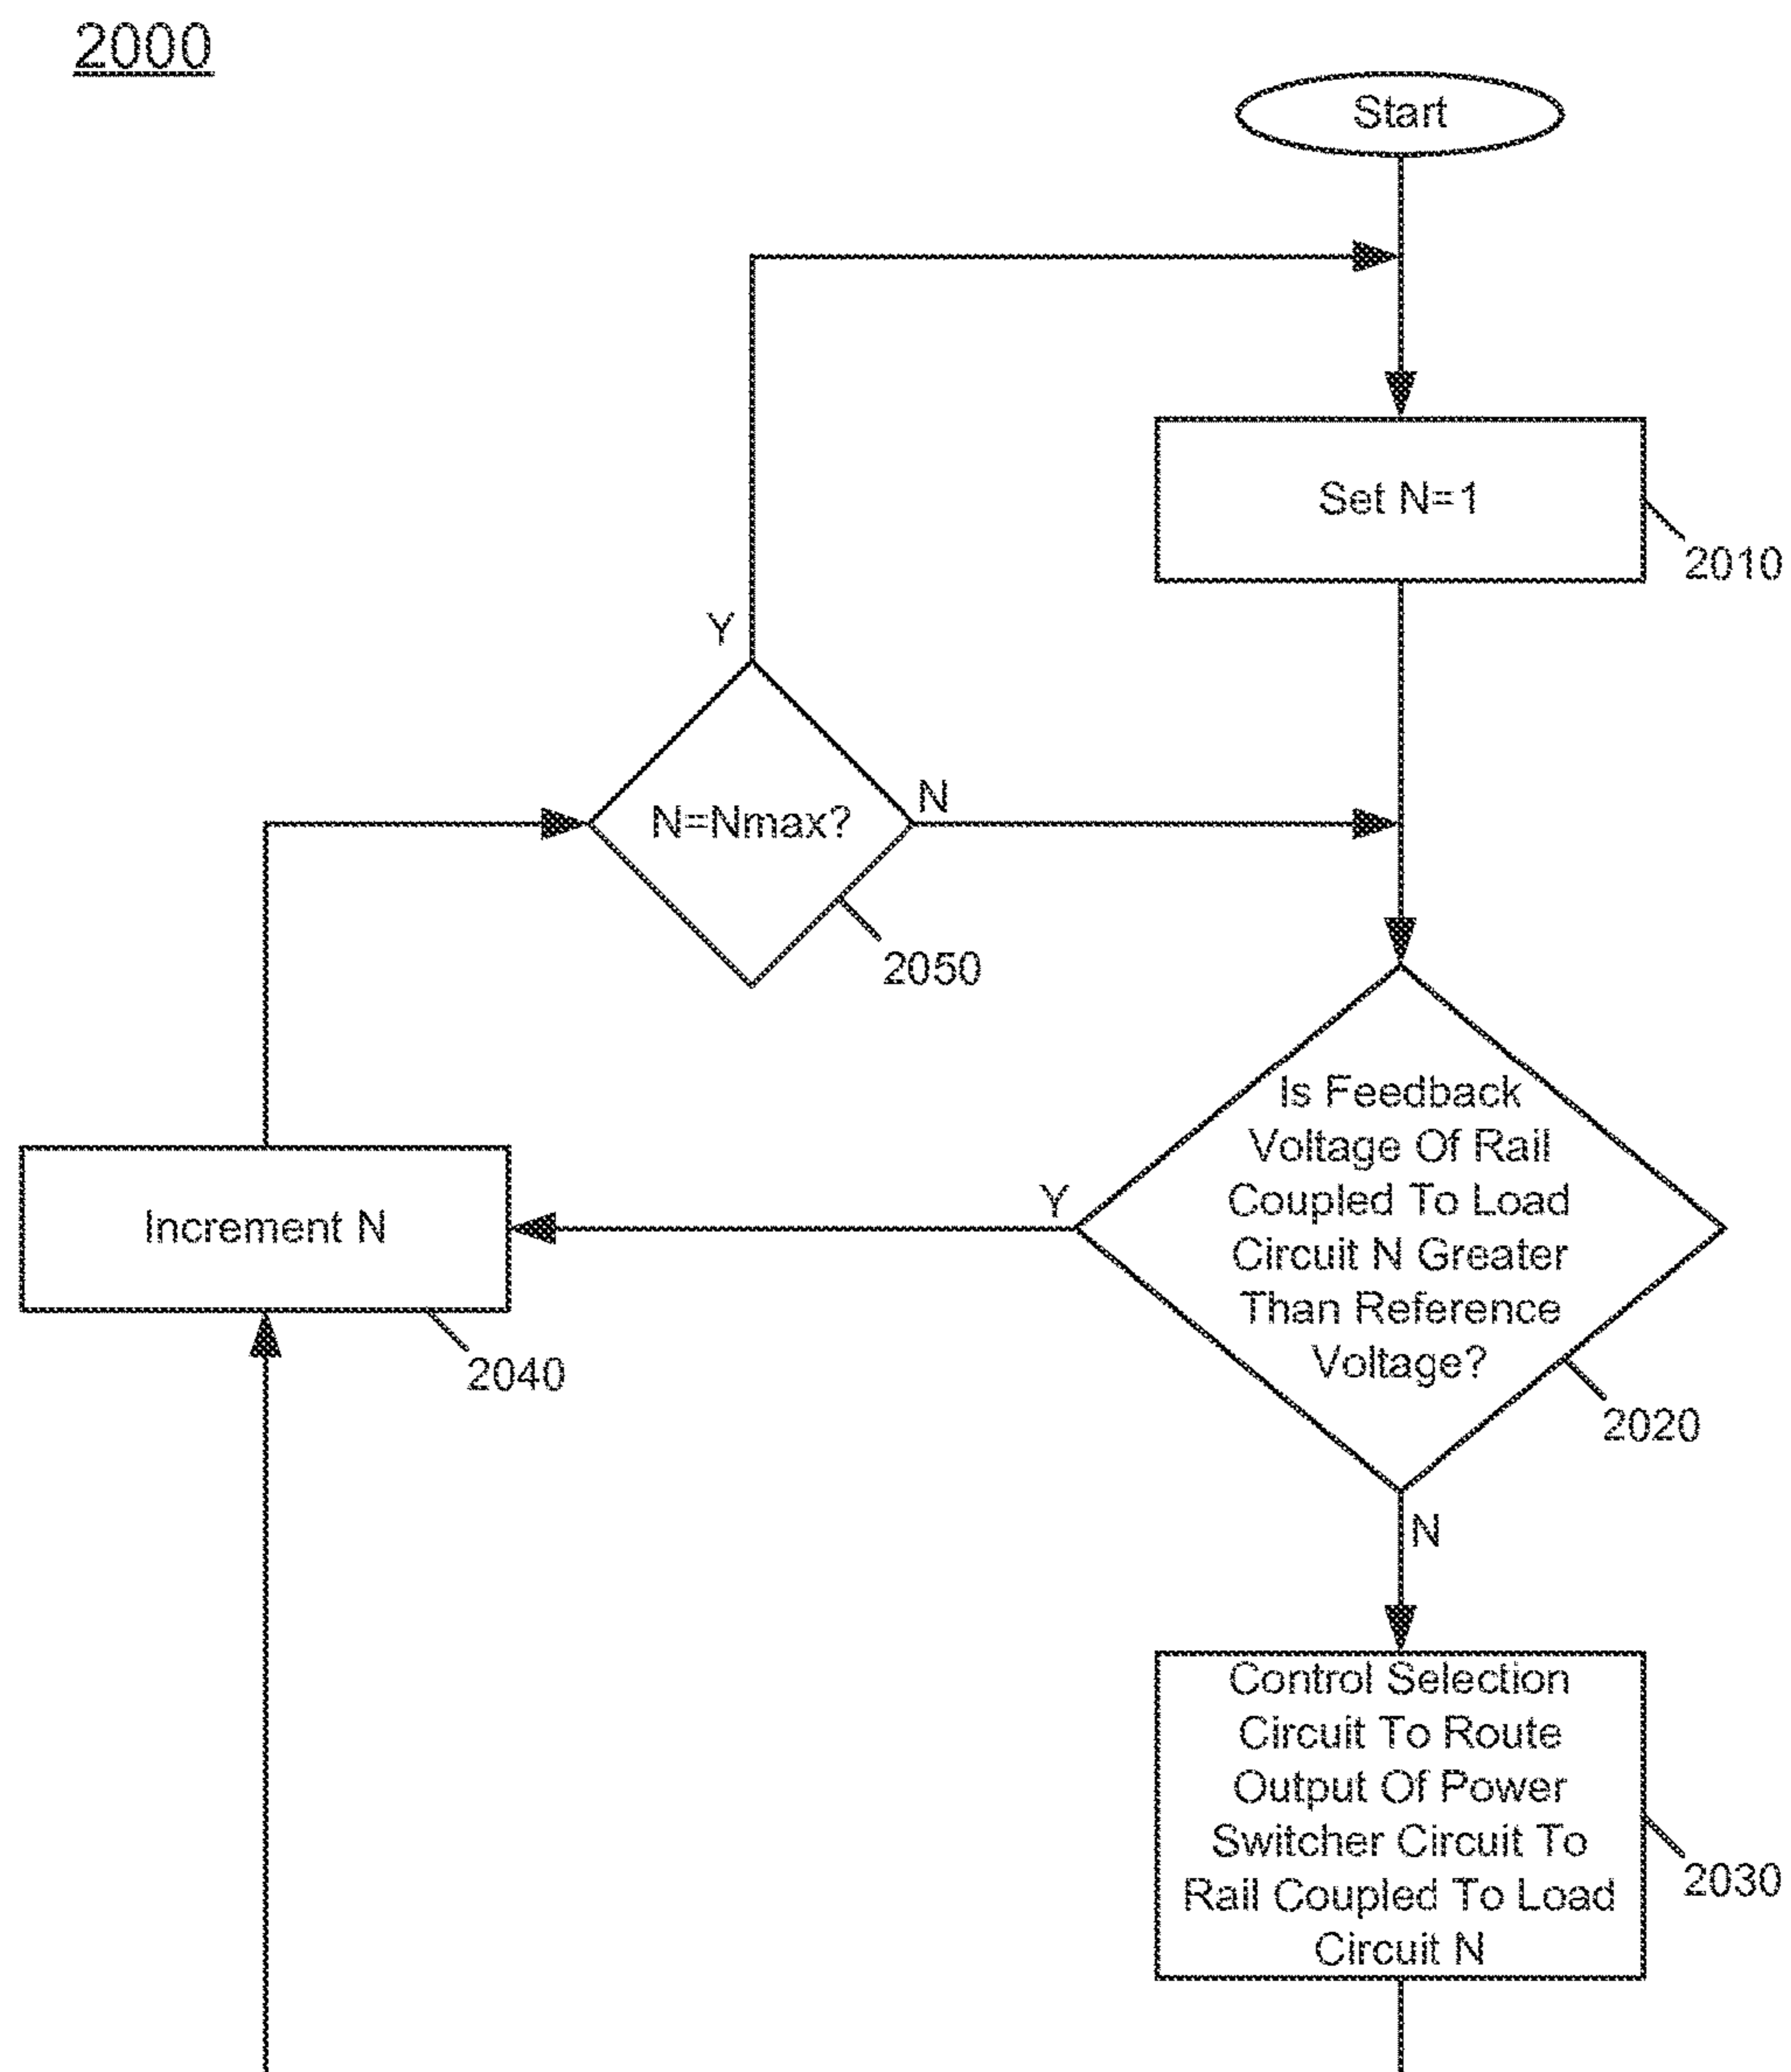 2000
Start
Set N=1
2010
Y
N=Nmax?
N
2050
Is Feedback
Voltage Of Rail
Coupled To Load
Circuit N Greater
Than Reference
Voltage?
Y
2020
Increment N
2040
N
Control Selection
Circuit To Route
Output Of Power
Switcher Circuit To
Rail Coupled To Load
Circuit N
2030